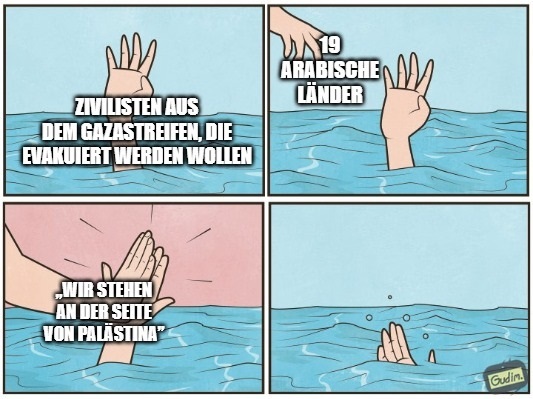 ZIVILISTEN AUS
DEM GAZASTREIFEN, DIE
EVAKUIERT WERDEN WOLLEN
19
ARABISCHE
LÄNDER
„WIR STEHEN
AN DER SEITE
VON PALÄSTINA”
Gudim.